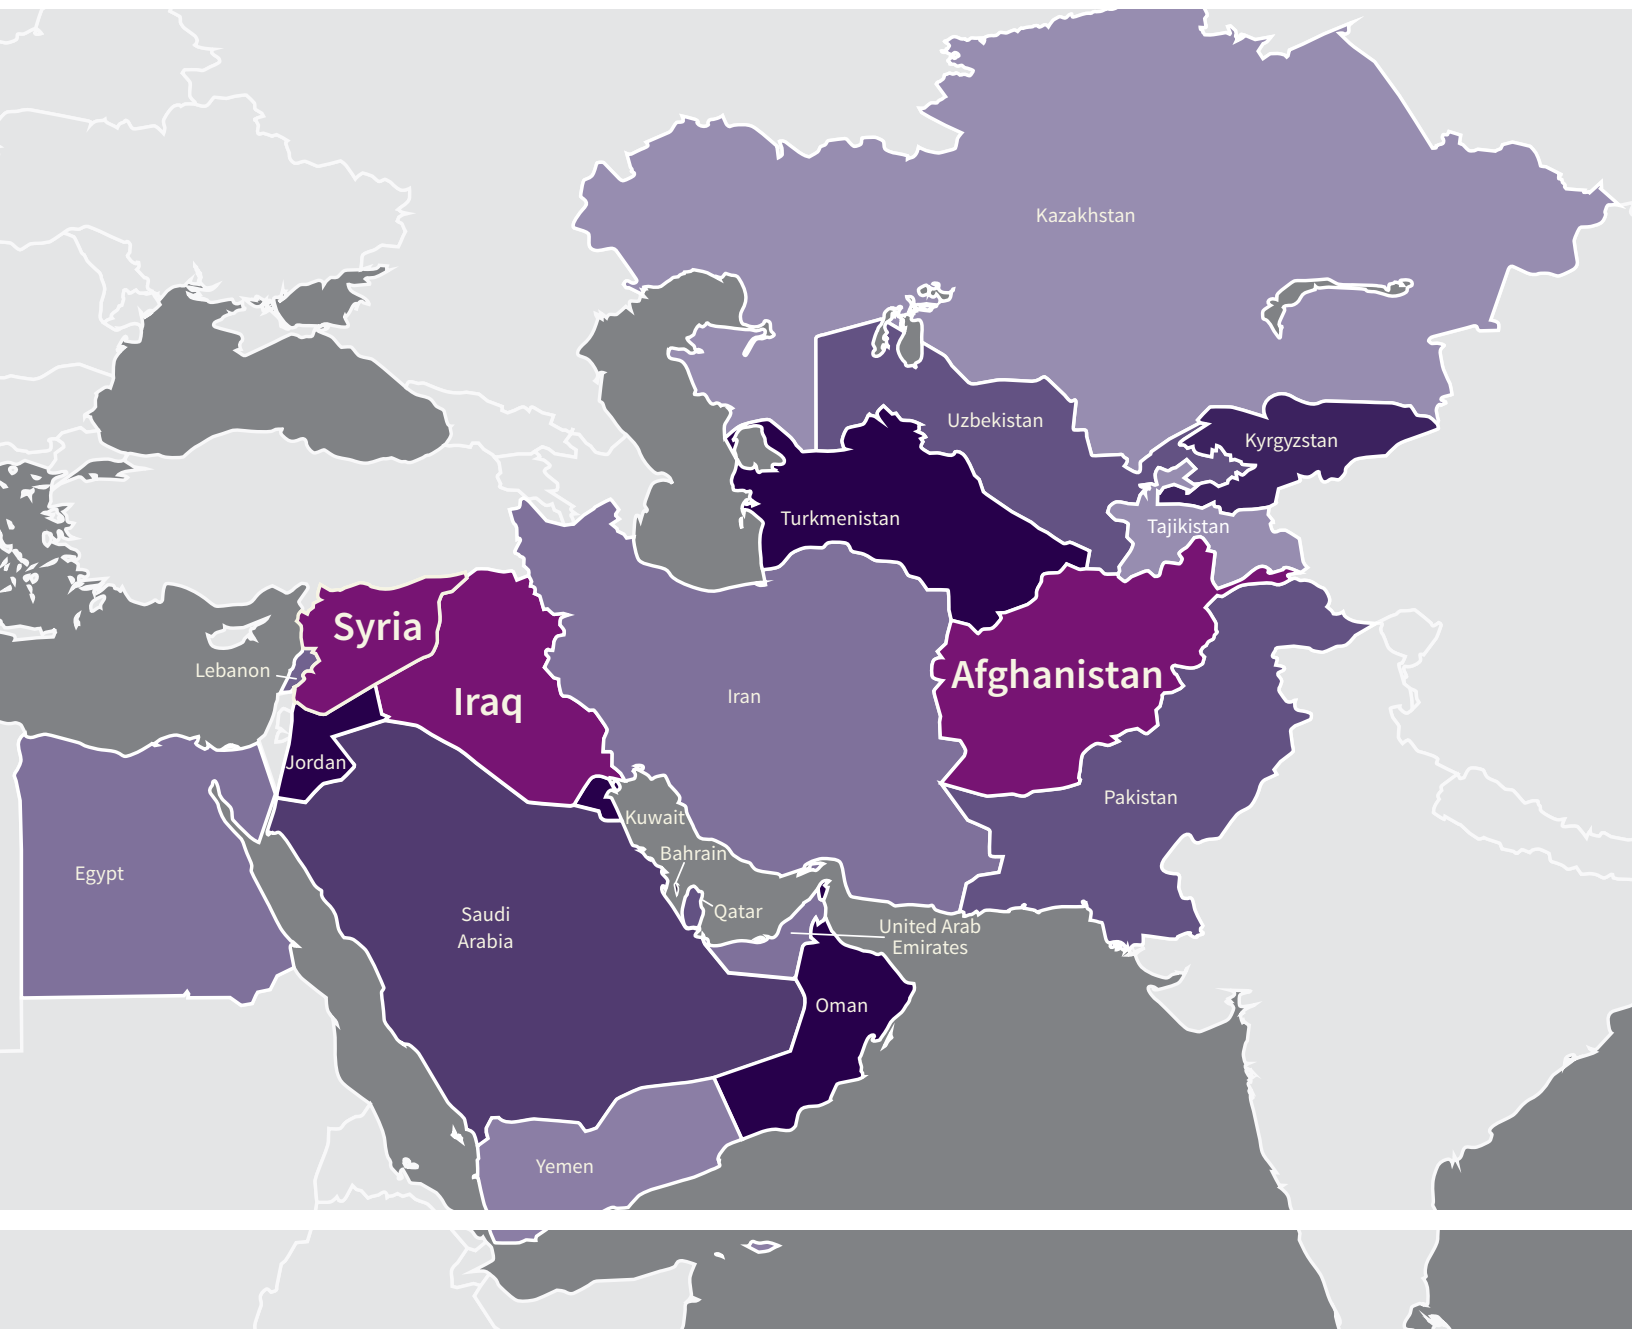 Kazakhstan
Uzbekistan
Kyrgyzstan
Turkmenistan
Tajikistan
Syria
Lebanon
Iraq
Iran
Afghanistan
Jordan
Pakistan
Kuwait
Bahrain
Egypt
Saudi
Arabia
Qatar
United Arab
Emirates
Oman
Yemen